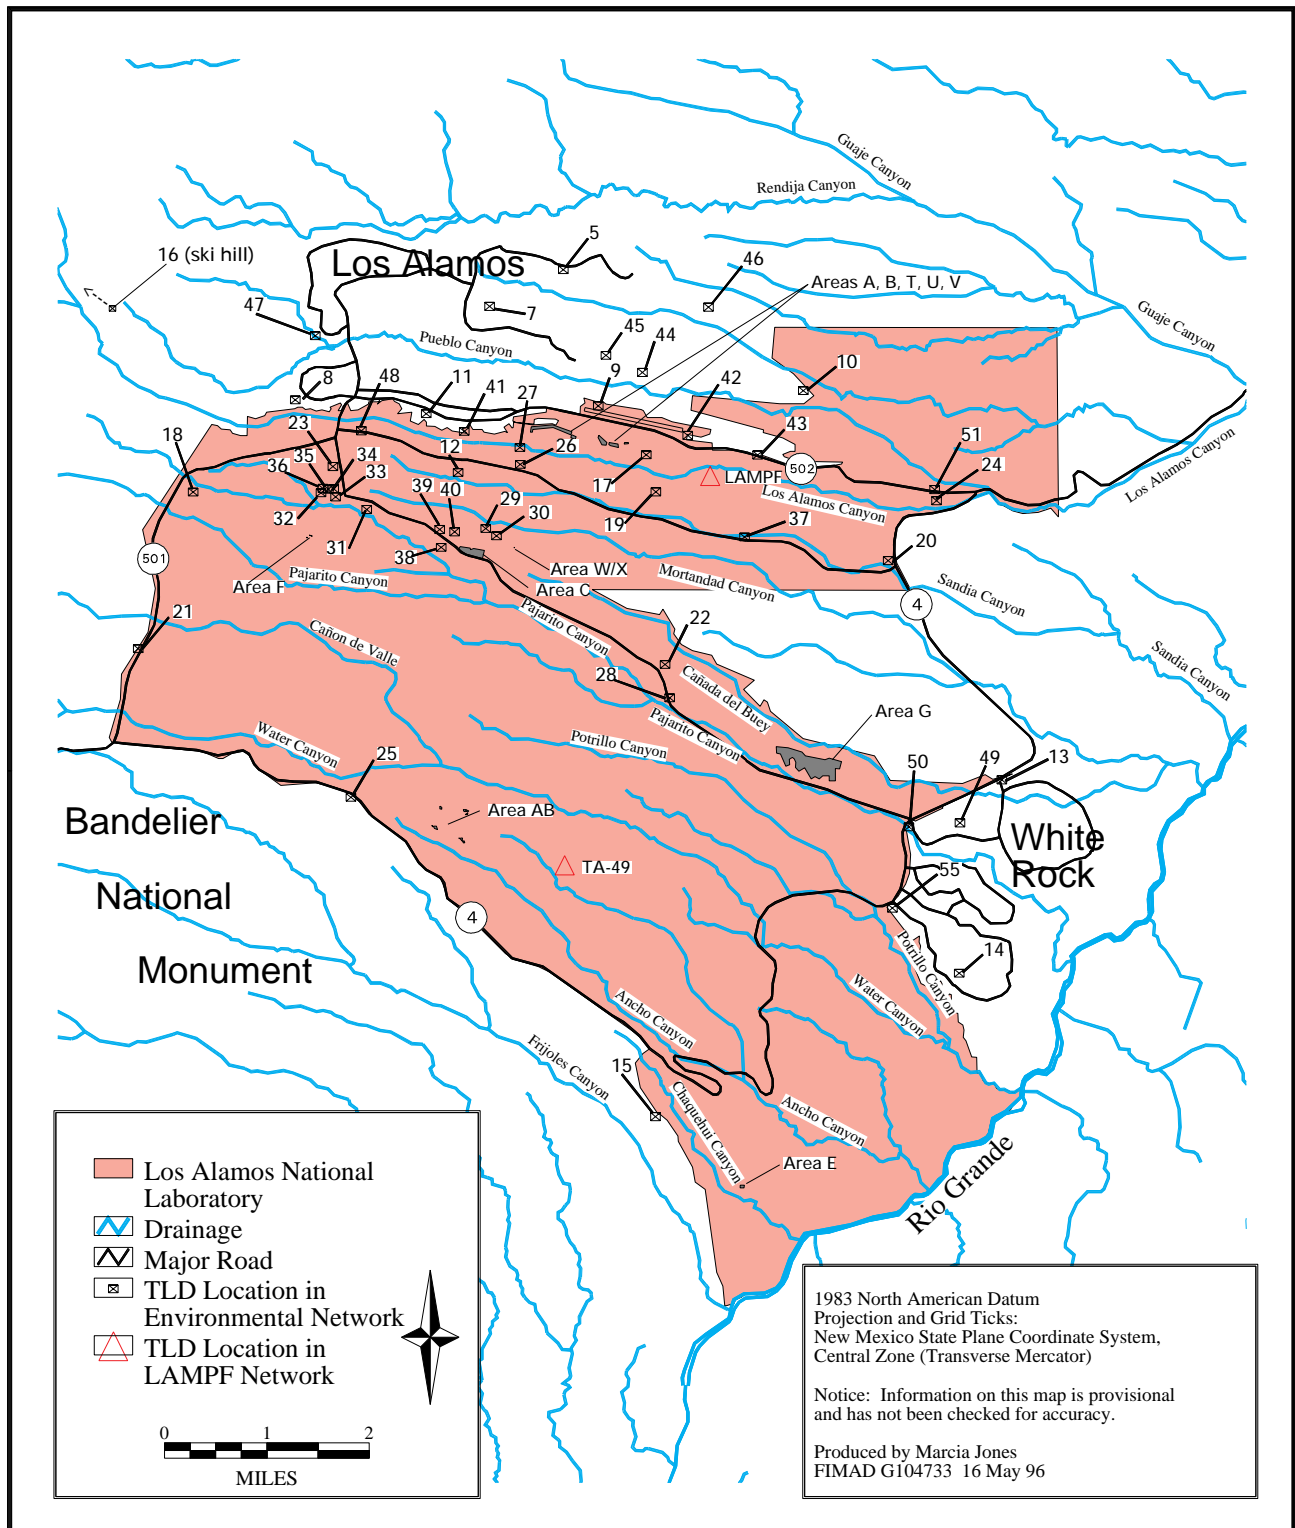 Guaje Canyon
Rendija Canyon
5
16 (ski hill)
Los Alamos
46
Areas A, B, T, U, V
47
7
45
44
Guaje Canyon
Pueblo Canyon
8
48
11
41
27
9
42
10
18
23
43
51
36
35
34
33
12
26
17
LAMPF
502
24
Los Alamos Canyon
Los Alamos Canyon
32
39
40
29
30
19
37
31
38
20
501
Area F
Pajarito Canyon
Area W/X
Area C
Mortandad Canyon
Sandia Canyon
4
21
Cañon de Valle
Pajarito Canyon
22
Sandia Canyon
28
Cañada del Buey
Area G
Water Canyon
Potrillo Canyon
Pajarito Canyon
25
50
49
13
Area AB
Bandelier
White
Rock
TA-49
55
National
4
Potrillo Canyon
14
Monument
Water Canyon
Ancho Canyon
Frijoles Canyon
15
Chaquehui Canyon
Ancho Canyon
Area E
Rio Grande
Los Alamos National
Laboratory
Drainage
Major Road
TLD Location in
Environmental Network
TLD Location in
LAMPF Network
0 1 2
MILES
1983 North American Datum
Projection and Grid Ticks:
New Mexico State Plane Coordinate System,
Central Zone (Transverse Mercator)
Notice: Information on this map is provisional
and has not been checked for accuracy.
Produced by Marcia Jones
FIMAD G104733 16 May 96